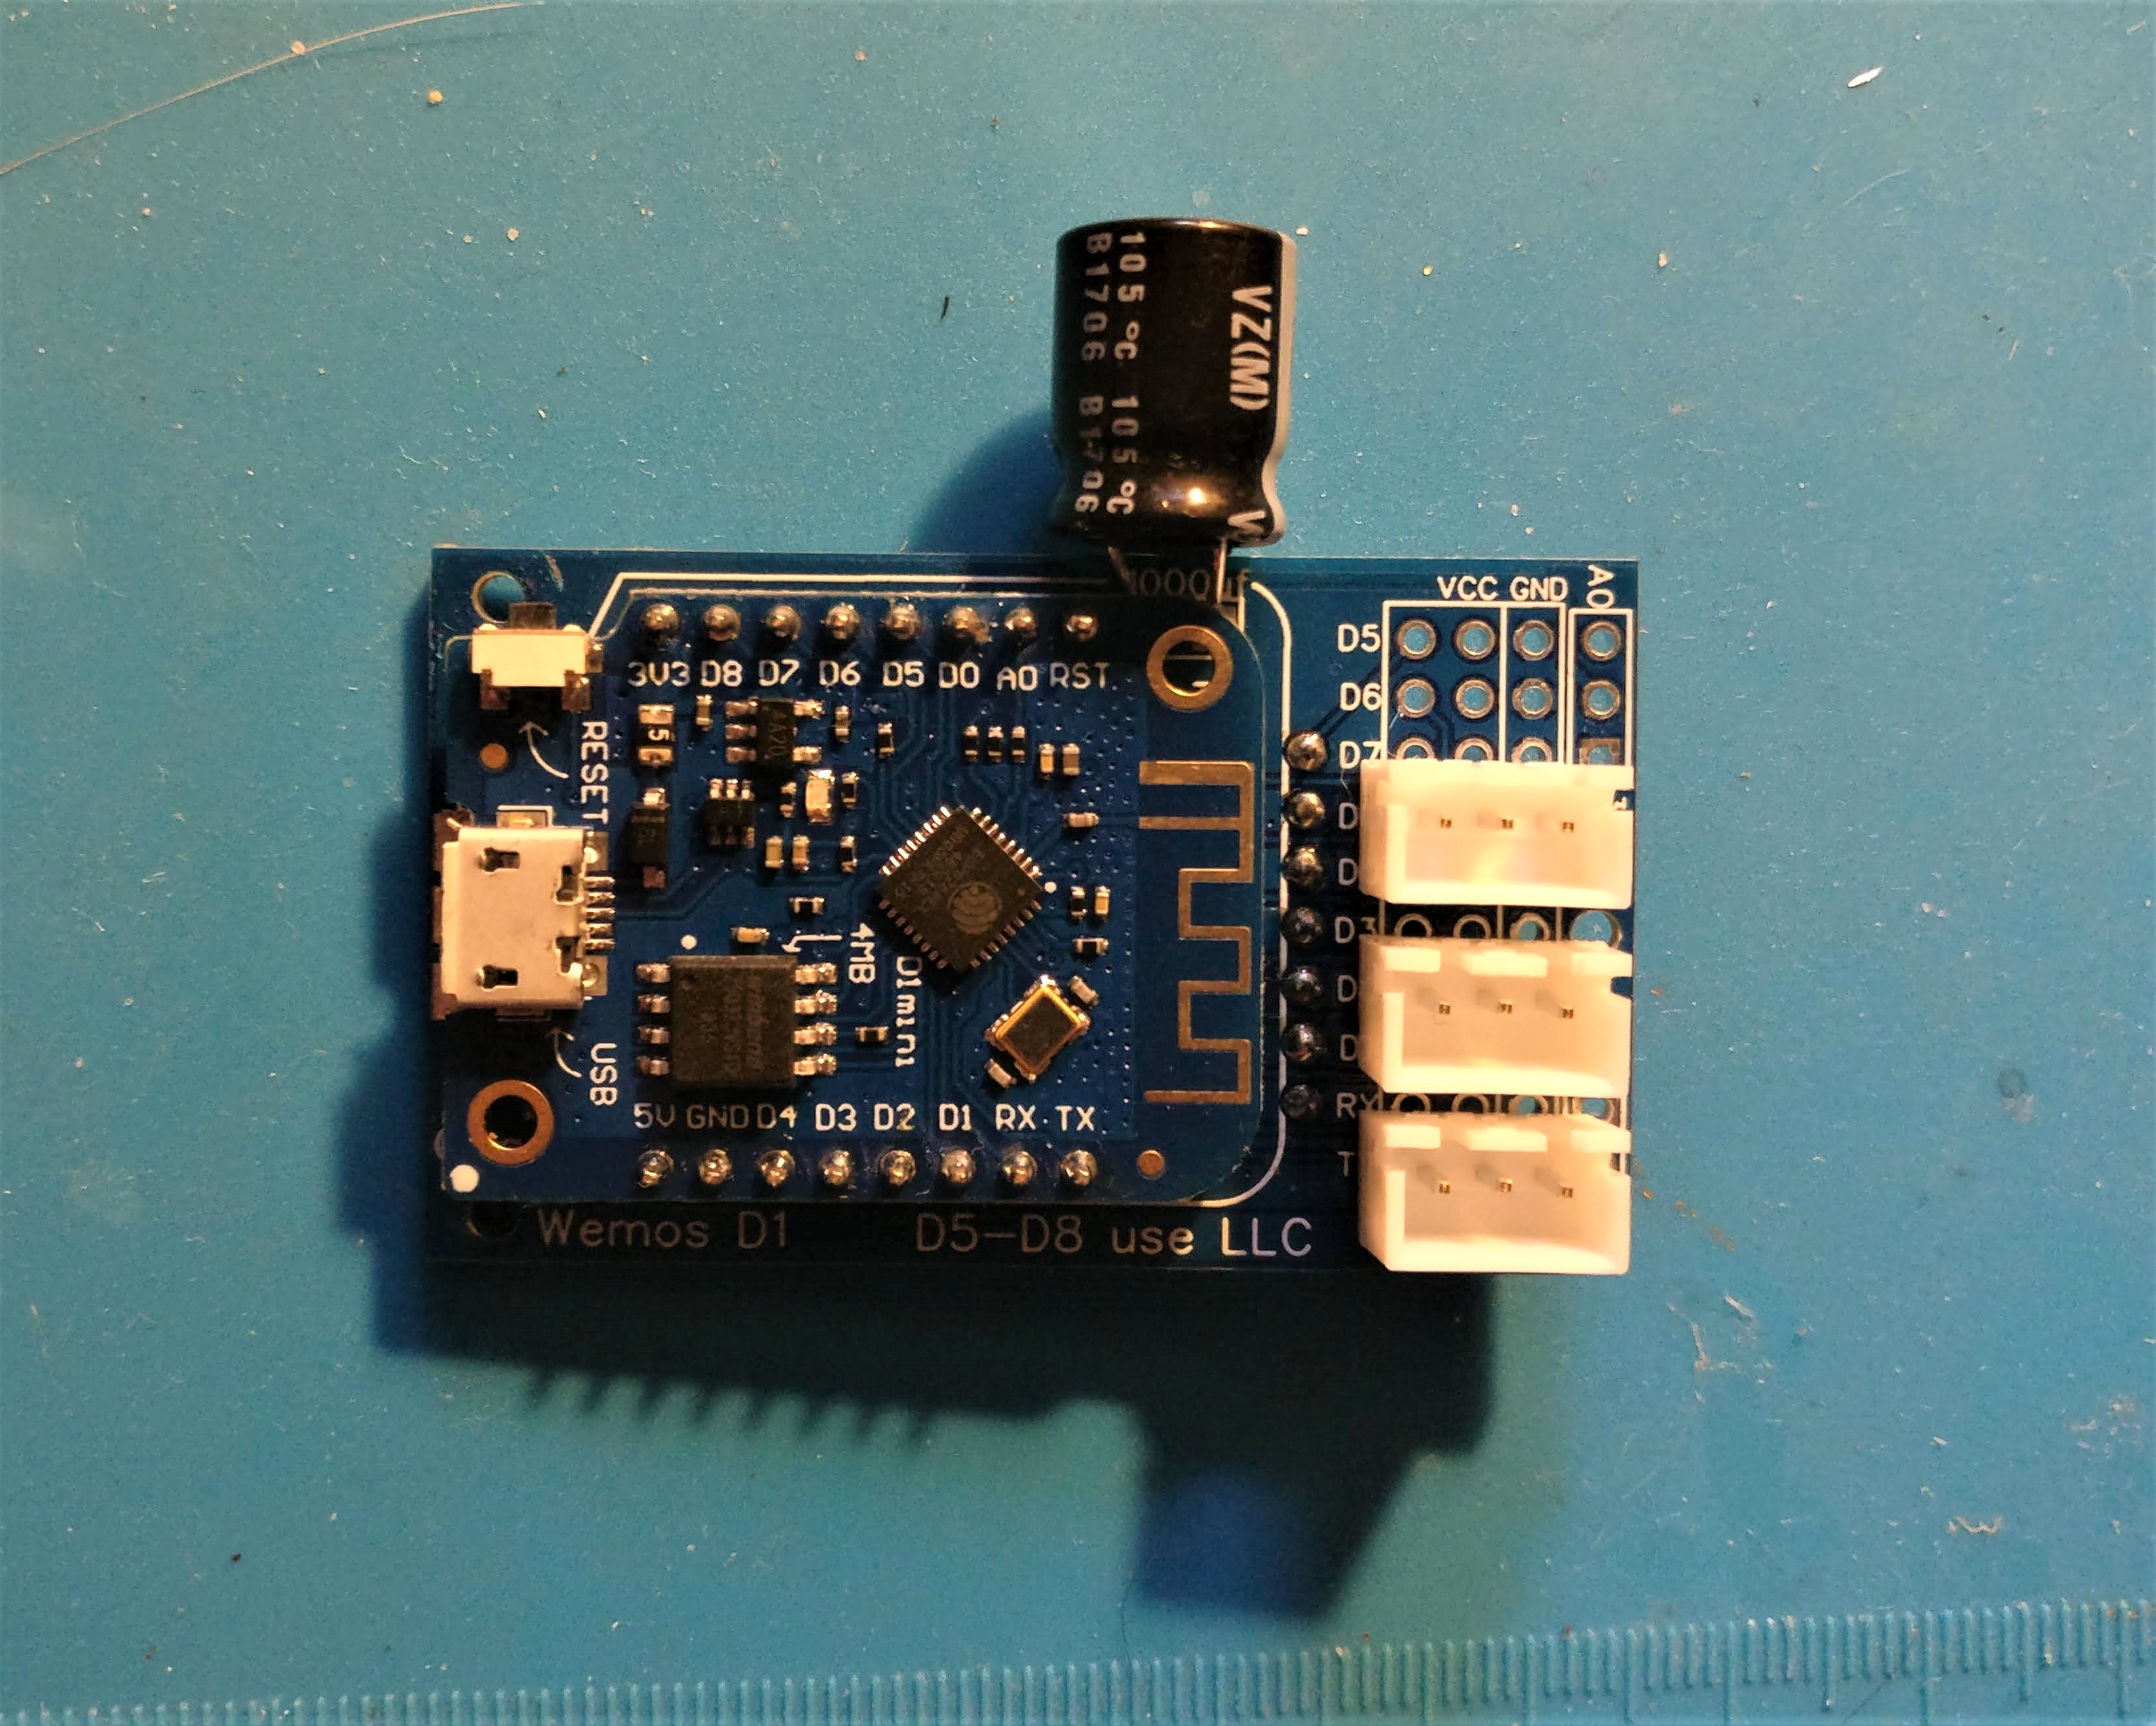 VZ(M)
105℃ 105℃
B1706 B1706
1000uf
VCC GND
A0
D5
D6
D7
D3
RX
3V3 D8 D7 D6 D5 D0 A0 RST
RESET
4MB
D1mini
USB
5V GND D4 D3 D2 D1 RX TX
Wemos D1
D5-D8 use LLC